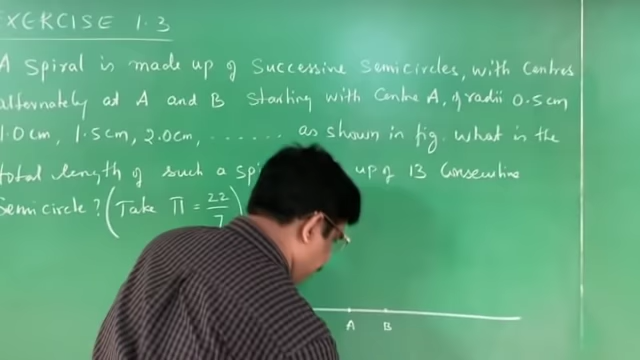 EXERCISE 1.3
A Spiral is made up of Successive Semicircles, with Centres
alternately at A and B Starting with Centre A, of radii 0.5cm
1.0cm, 1.5cm, 2.0cm, ....... as shown in fig. What is the
total length of such a up of 13 Consecutive
Semicircle? (Take π = 22/7)
A B